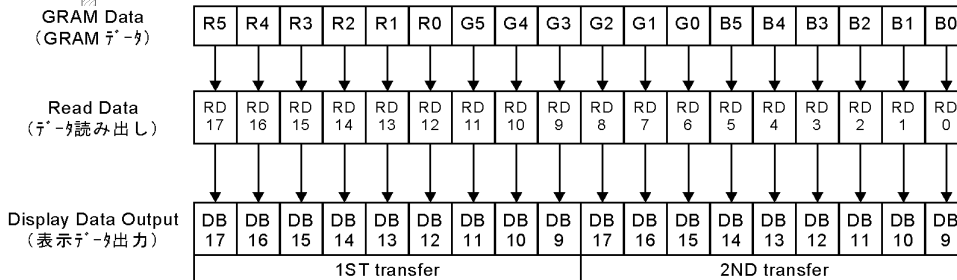 GRAM Data
（GRAM ﾃﾞｰﾀ）
R5 R4 R3 R2 R1 R0 G5 G4 G3 G2 G1 G0 B5 B4 B3 B2 B1 B0
Read Data
（ﾃﾞｰﾀ読み出し）
RD RD RD RD RD RD RD RD RD RD RD RD RD RD RD RD RD RD
17 16 15 14 13 12 11 10 9 8 7 6 5 4 3 2 1 0
Display Data Output
（表示ﾃﾞｰﾀ出力）
DB DB DB DB DB DB DB DB DB DB DB DB DB DB DB DB DB DB
17 16 15 14 13 12 11 10 9 17 16 15 14 13 12 11 10 9
1ST transfer 2ND transfer